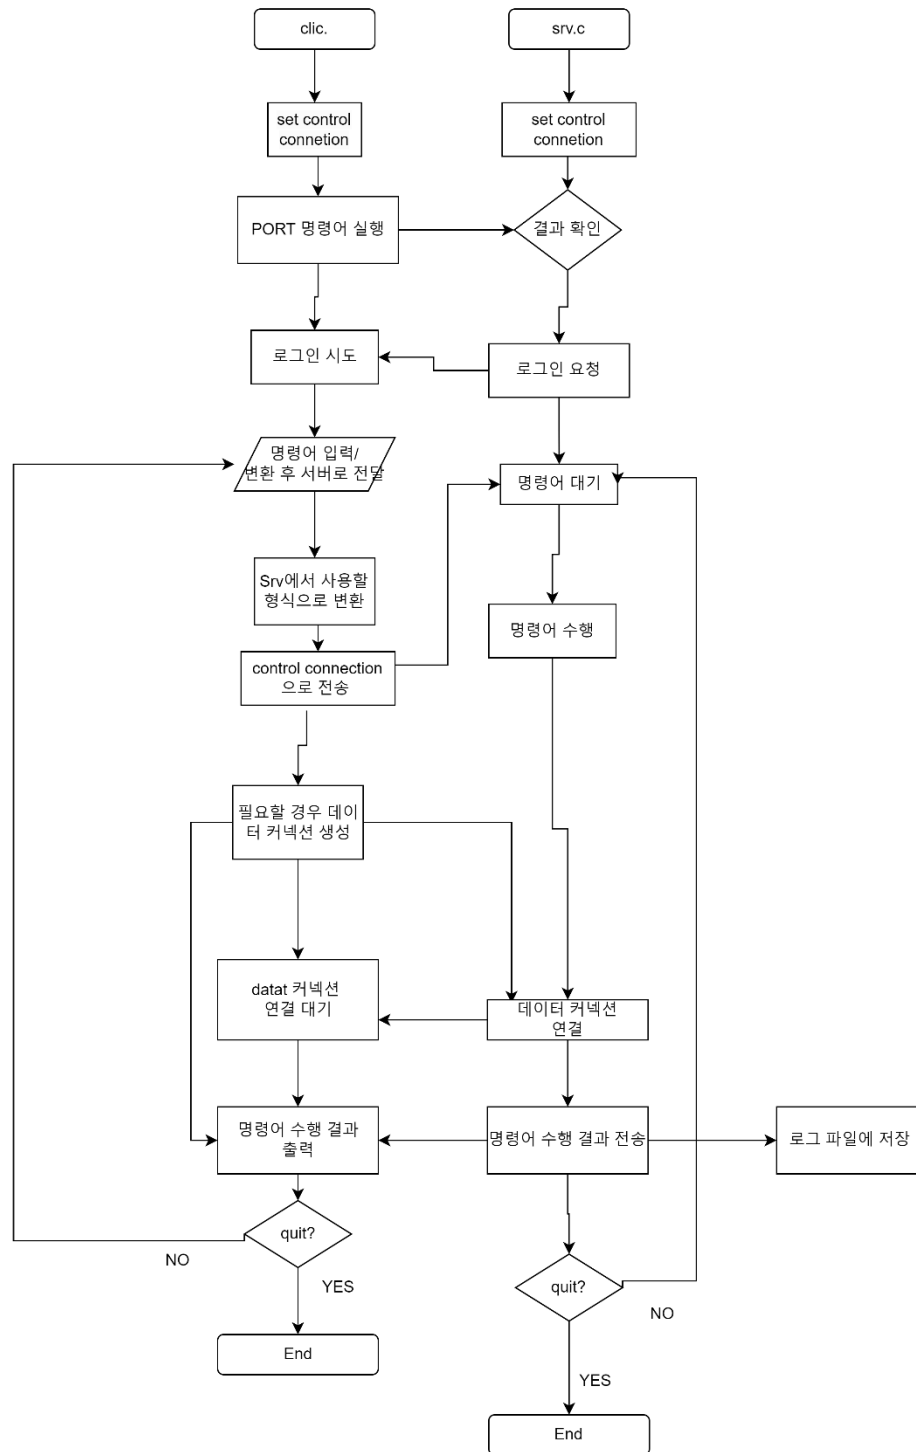 clic.
srv.c
set control
connetion
set control
connetion
PORT 명령어 실행
결과 확인
로그인 시도
로그인 요청
명령어 입력/
변환 후 서버로 전달
명령어 대기
Srv에서 사용할
형식으로 변환
명령어 수행
control connection
으로 전송
필요할 경우 데이
터 커넥션 생성
datat 커넥션
연결 대기
데이터 커넥션
연결
명령어 수행 결과
출력
명령어 수행 결과 전송
로그 파일에 저장
quit?
NO
YES
quit?
NO
End
YES
End